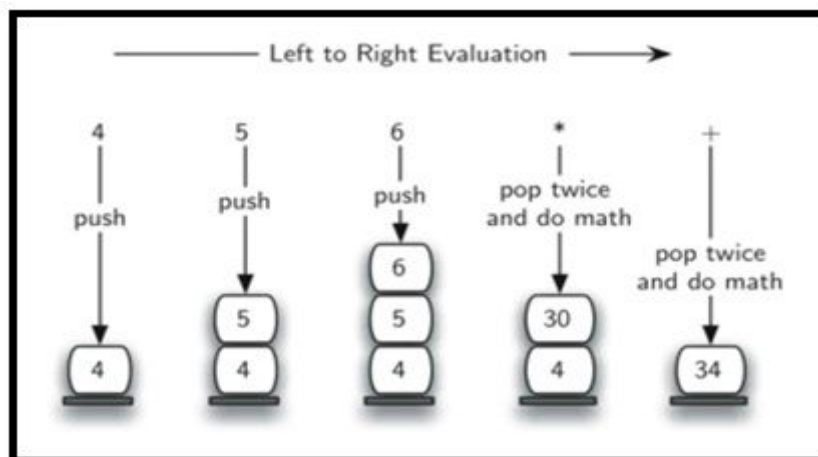 Left to Right Evaluation
4 5 6 * +
push
push
push
pop twice
and do math
pop twice
and do math
4
5
4
6
5
4
30
4
34